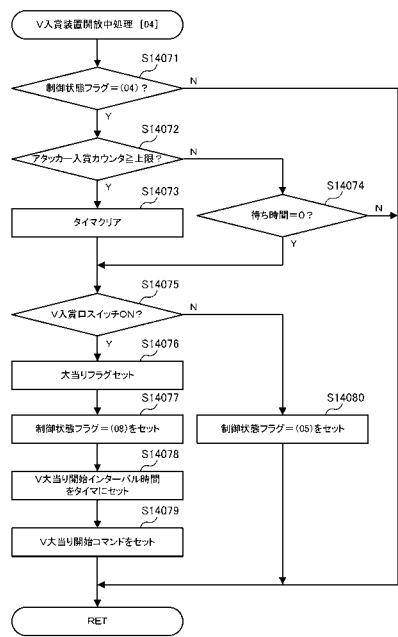 V入賞装置開放中処理 [04]
S14071
制御状態フラグ=(04)?
N
Y
S14072
アタッカー入賞カウンタ≧上限?
N
Y
S14073
タイマクリア
S14074
待ち時間=0?
N
Y
S14075
V入賞口スイッチON?
N
Y
S14076
大当りフラグセット
S14077
制御状態フラグ=(08)をセット
S14080
制御状態フラグ=(05)をセット
S14078
V大当り開始インターバル時間
をタイマにセット
S14079
V大当り開始コマンドをセット
RET